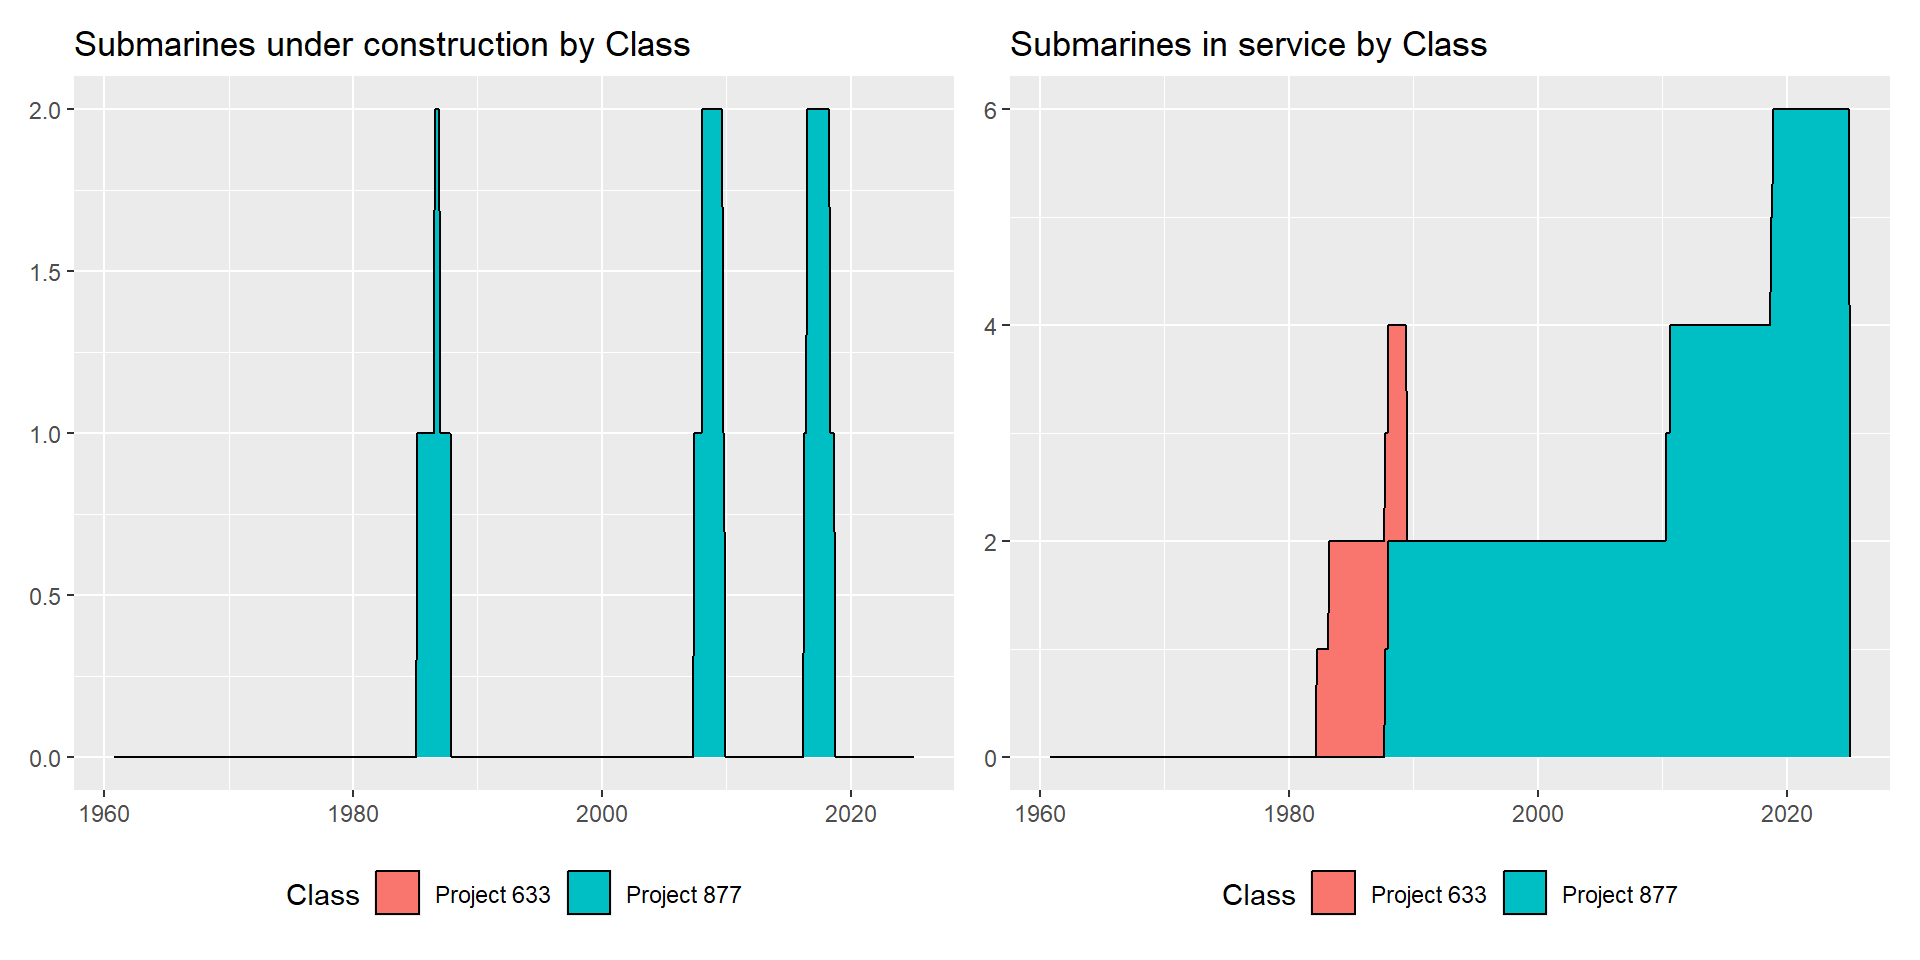 Submarines under construction by Class
2.0
1.5
1.0
0.5
0.0
1960 1980 2000 2020
Class Project 633 Project 877
Submarines in service by Class
6
4
2
0
1960 1980 2000 2020
Class Project 633 Project 877